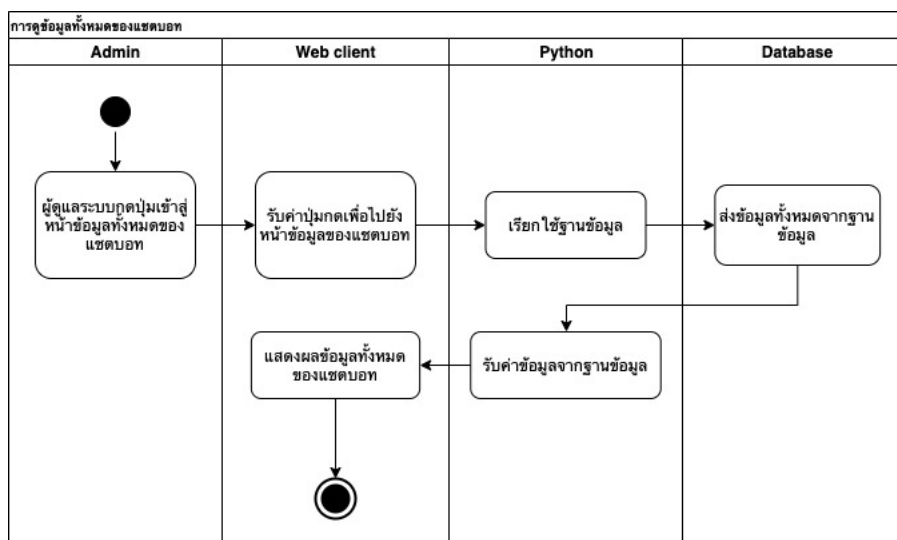 การดูข้อมูลทั้งหมดของแชตบอท
Admin
Web client
Python
Database
ผู้ดูแลระบบกดปุ่มเข้าสู่
หน้าข้อมูลทั้งหมดของ
แชตบอท
รับค่าปุ่มกดเพื่อไปยัง
หน้าข้อมูลของแชตบอท
เรียกใช้ฐานข้อมูล
ส่งข้อมูลทั้งหมดจากฐาน
ข้อมูล
แสดงผลข้อมูลทั้งหมด
ของแชตบอท
รับค่าข้อมูลจากฐานข้อมูล